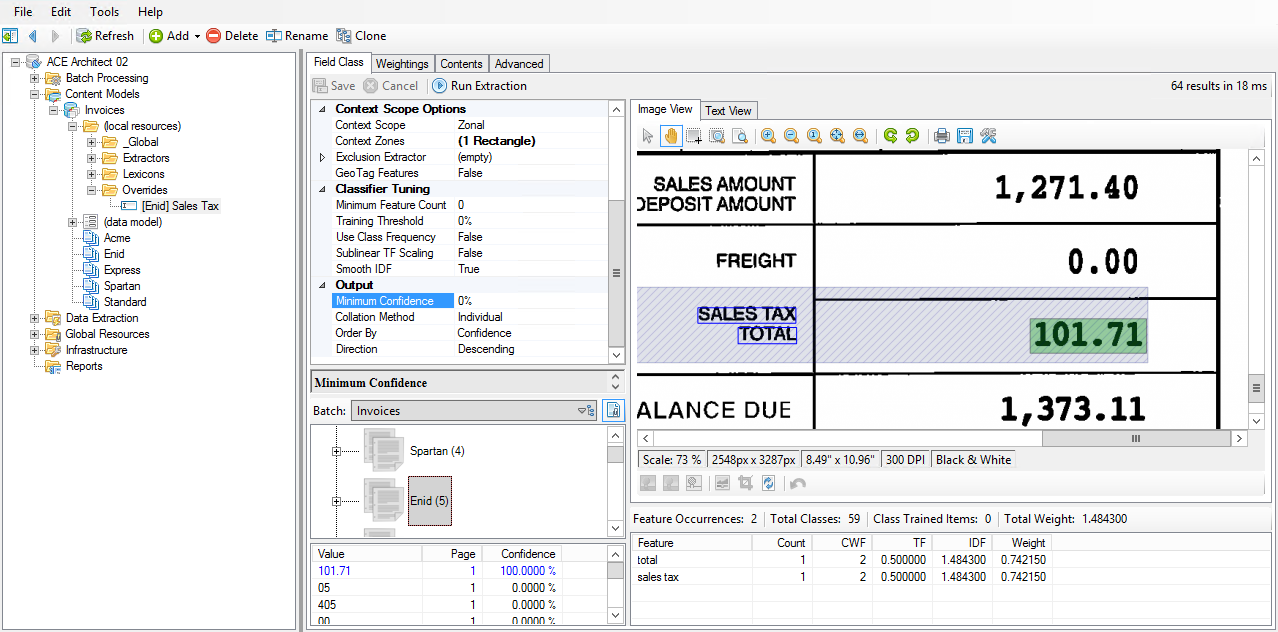 File Edit Tools Help
Refresh Add Delete Rename Clone
ACE Architect 02
Batch Processing
Content Models
Invoices
(local resources)
_Global
Extractors
Lexicons
Overrides
[Enid] Sales Tax
(data model)
Acme
Enid
Express
Spartan
Standard
Data Extraction
Global Resources
Infrastructure
Reports
Field Class Weightings Contents Advanced
Save Cancel Run Extraction 64 results in 18 ms
Context Scope Options
Context Scope Zonal
Context Zones (1 Rectangle)
Exclusion Extractor (empty)
GeoTag Features False
Classifier Tuning
Minimum Feature Count 0
Training Threshold 0%
Use Class Frequency False
Sublinear TF Scaling False
Smooth IDF True
Output
Minimum Confidence 0%
Collation Method Individual
Order By Confidence
Direction Descending
Minimum Confidence
Batch: Invoices
Spartan (4)
Enid (5)
Value Page Confidence
101.71 1 100.0000 %
05 1 0.0000 %
405 1 0.0000 %
00 1 0.0000 %
Image View Text View
SALES AMOUNT 1,271.40
DEPOSIT AMOUNT
FREIGHT 0.00
SALES TAX
TOTAL 101.71
ALANCE DUE 1,373.11
Scale: 73 % 2548px x 3287px 8.49" x 10.96" 300 DPI Black & White
Feature Occurrences: 2 Total Classes: 59 Class Trained Items: 0 Total Weight: 1.484300
Feature Count CWF TF IDF Weight
total 1 2 0.500000 1.484300 0.742150
sales tax 1 2 0.500000 1.484300 0.742150